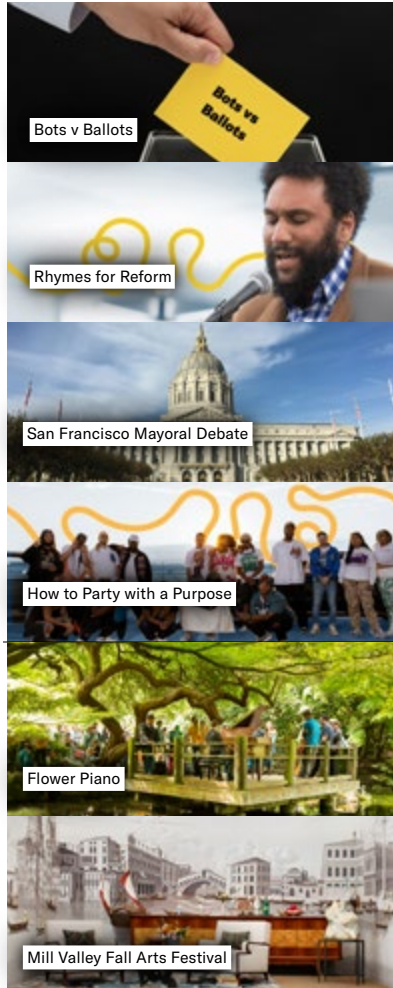 Bots vs
Ballots
Bots v Ballots
Rhymes for Reform
San Francisco Mayoral Debate
How to Party with a Purpose
Flower Piano
Mill Valley Fall Arts Festival